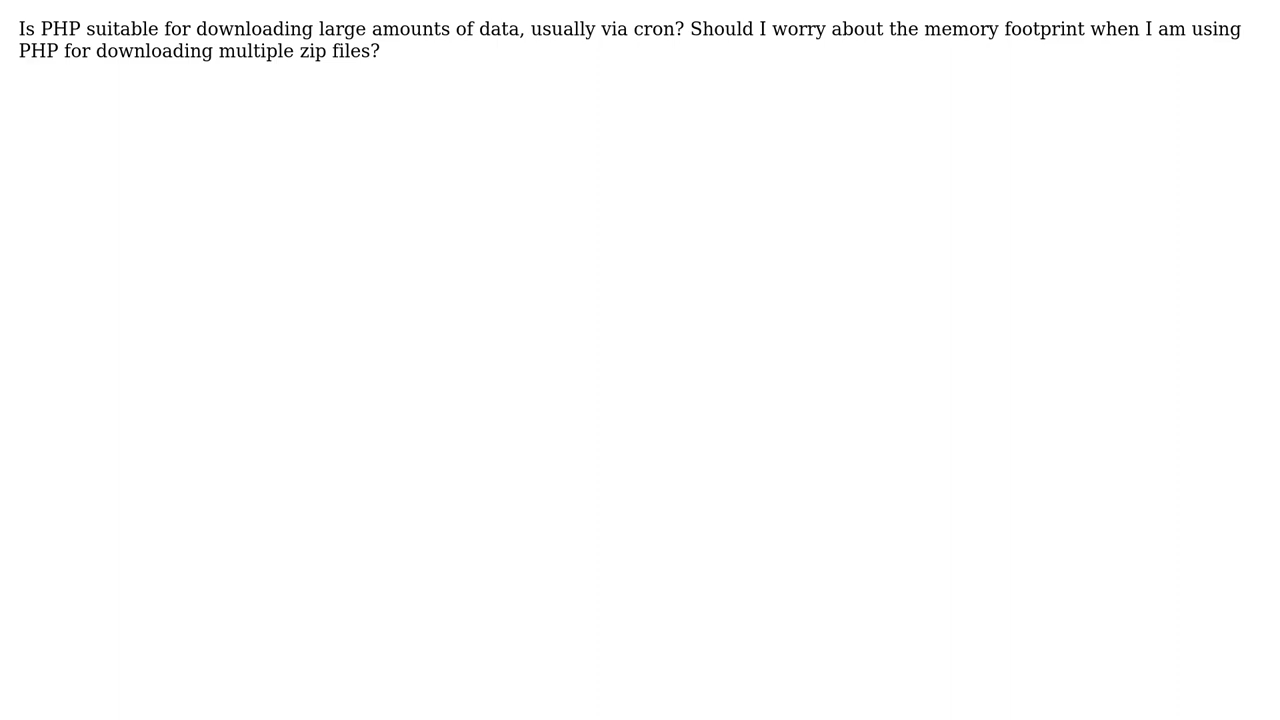 Is PHP suitable for downloading large amounts of data, usually via cron? Should I worry about the memory footprint when I am using
PHP for downloading multiple zip files?